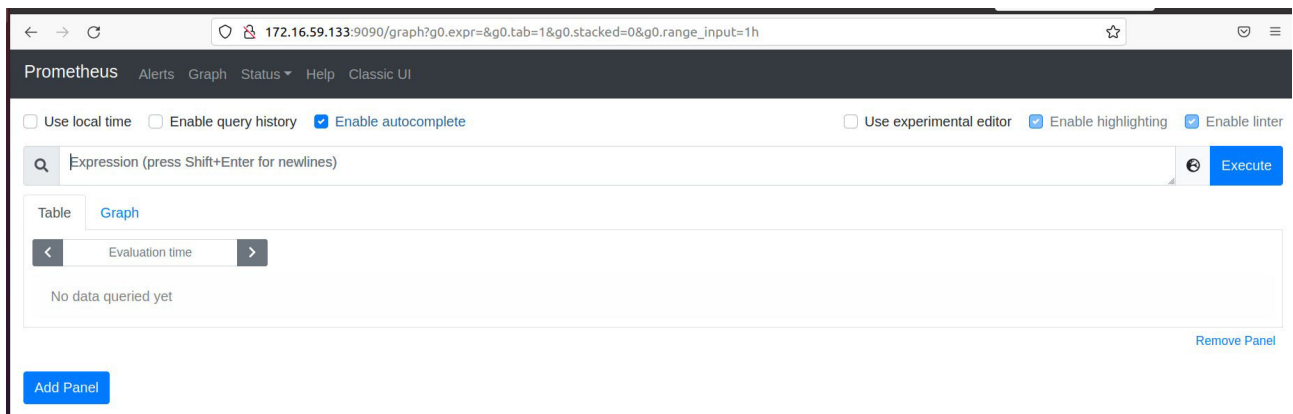 172.16.59.133:9090/graph?g0.expr=&g0.tab=1&g0.stacked=0&g0.range_input=1h
Prometheus Alerts Graph Status Help Classic UI
Use local time Enable query history Enable autocomplete Use experimental editor Enable highlighting Enable linter
Expression (press Shift+Enter for newlines) Execute
Table Graph
Evaluation time
No data queried yet
Remove Panel
Add Panel